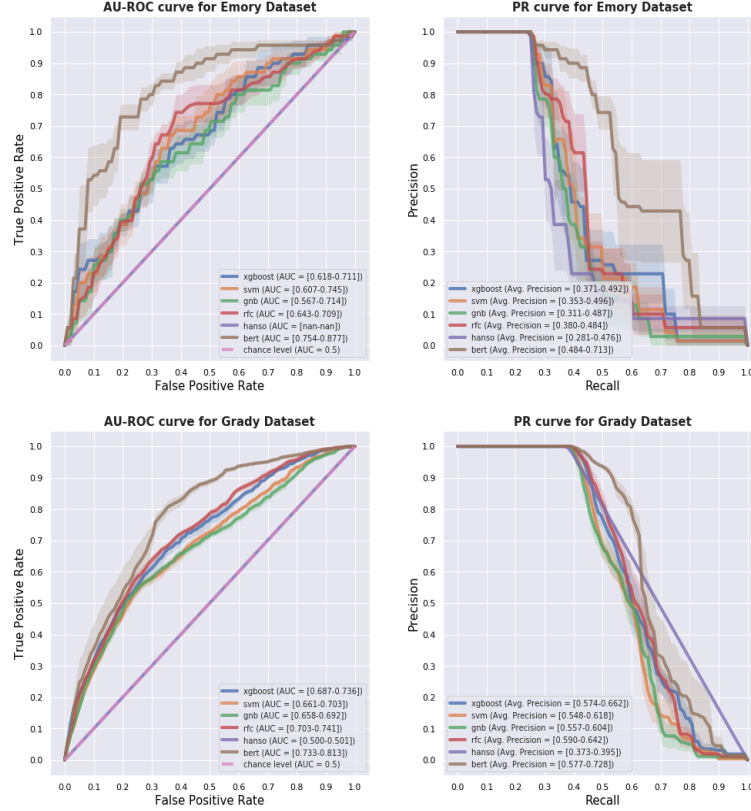 AU-ROC curve for Emory Dataset
True Positive Rate
1.0
0.9
0.8
0.7
0.6
0.5
0.4
0.3
0.2
0.1
0.0
xgboost (AUC = [0.618-0.711])
svm (AUC = [0.607-0.745])
gnb (AUC = [0.567-0.714])
rfc (AUC = [0.643-0.709])
hanso (AUC = [nan-nan])
bert (AUC = [0.754-0.877])
chance level (AUC = 0.5)
0.0 0.1 0.2 0.3 0.4 0.5 0.6 0.7 0.8 0.9 1.0
False Positive Rate
PR curve for Emory Dataset
Precision
1.0
0.9
0.8
0.7
0.6
0.5
0.4
0.3
0.2
0.1
0.0
xgboost (Avg. Precision = [0.371-0.492])
svm (Avg. Precision = [0.353-0.496])
gnb (Avg. Precision = [0.311-0.487])
rfc (Avg. Precision = [0.380-0.484])
hanso (Avg. Precision = [0.281-0.476])
bert (Avg. Precision = [0.484-0.713])
0.0 0.1 0.2 0.3 0.4 0.5 0.6 0.7 0.8 0.9 1.0
Recall
AU-ROC curve for Grady Dataset
True Positive Rate
1.0
0.9
0.8
0.7
0.6
0.5
0.4
0.3
0.2
0.1
0.0
xgboost (AUC = [0.687-0.736])
svm (AUC = [0.661-0.703])
gnb (AUC = [0.658-0.692])
rfc (AUC = [0.703-0.741])
hanso (AUC = [0.500-0.501])
bert (AUC = [0.733-0.813])
chance level (AUC = 0.5)
0.0 0.1 0.2 0.3 0.4 0.5 0.6 0.7 0.8 0.9 1.0
False Positive Rate
PR curve for Grady Dataset
Precision
1.0
0.9
0.8
0.7
0.6
0.5
0.4
0.3
0.2
0.1
0.0
xgboost (Avg. Precision = [0.574-0.662])
svm (Avg. Precision = [0.548-0.618])
gnb (Avg. Precision = [0.557-0.604])
rfc (Avg. Precision = [0.590-0.642])
hanso (Avg. Precision = [0.373-0.395])
bert (Avg. Precision = [0.577-0.728])
0.0 0.1 0.2 0.3 0.4 0.5 0.6 0.7 0.8 0.9 1.0
Recall